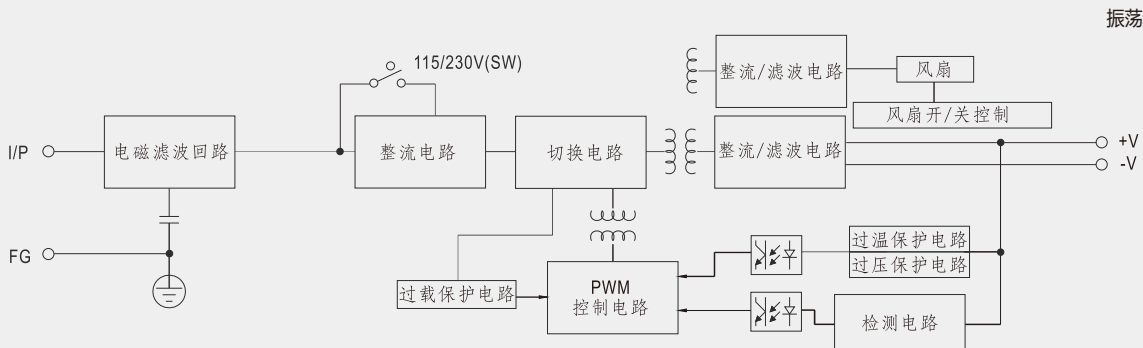 振荡
115/230V(SW)
整流/滤波电路
风扇
风扇开/关控制
I/P
电磁滤波回路
整流电路
切换电路
整流/滤波电路
+V
-V
FG
过载保护电路
PWM
控制电路
过温保护电路
过压保护电路
检测电路